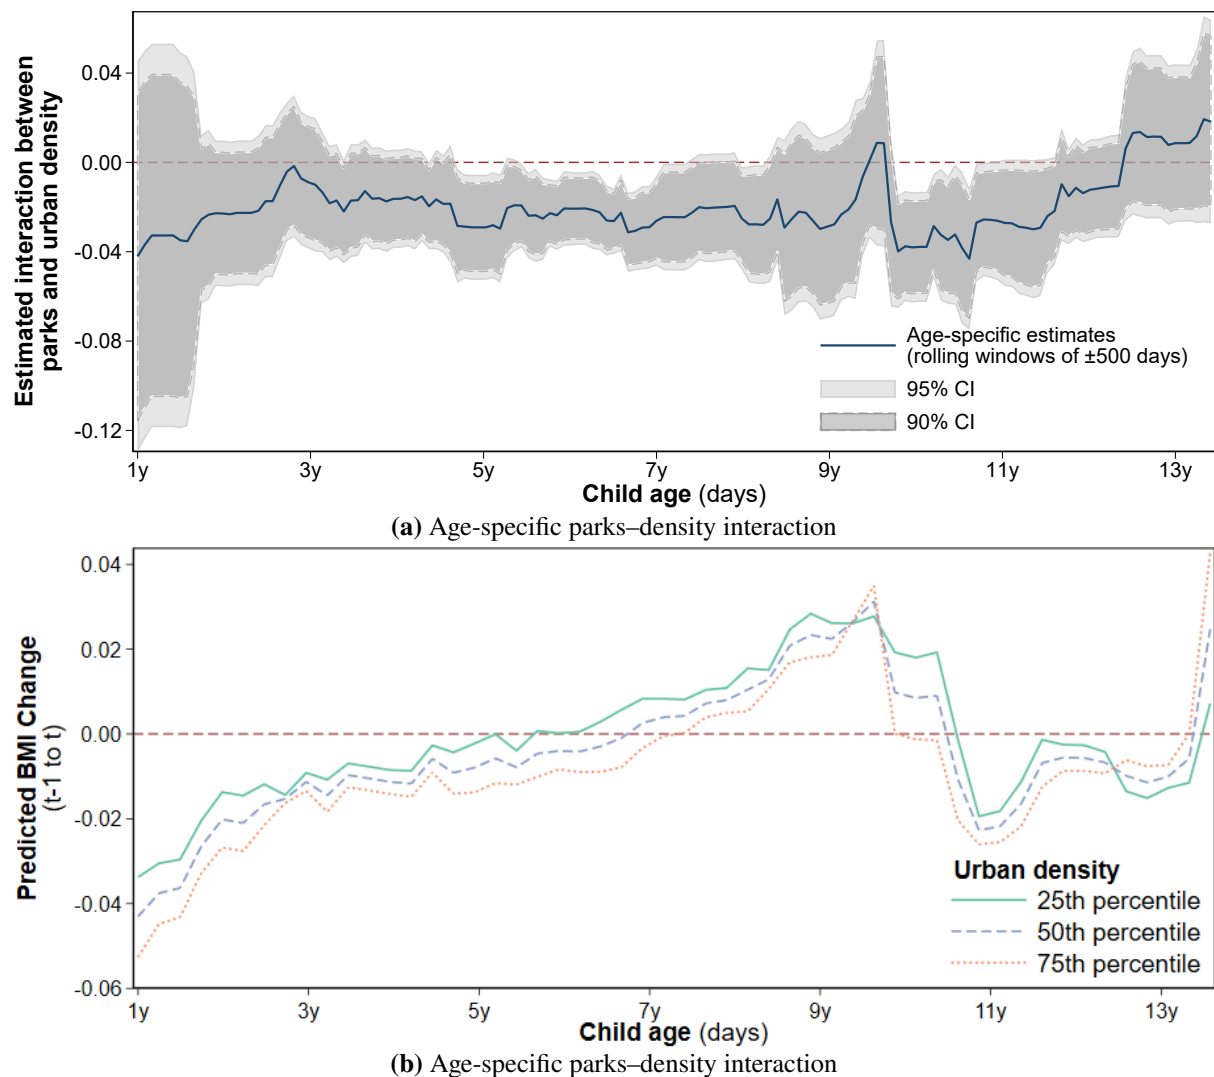 Estimated interaction between
parks and urban density
0.04
0.00
-0.04
-0.08
-0.12
Age-specific estimates
(rolling windows of ±500 days)
95% CI
90% CI
1y 3y 5y 7y 9y 11y 13y
Child age (days)
(a) Age-specific parks–density interaction
Predicted BMI Change
(t-1 to t)
0.04
0.02
0.00
-0.02
-0.04
-0.06
Urban density
25th percentile
50th percentile
75th percentile
1y 3y 5y 7y 9y 11y 13y
Child age (days)
(b) Age-specific parks–density interaction